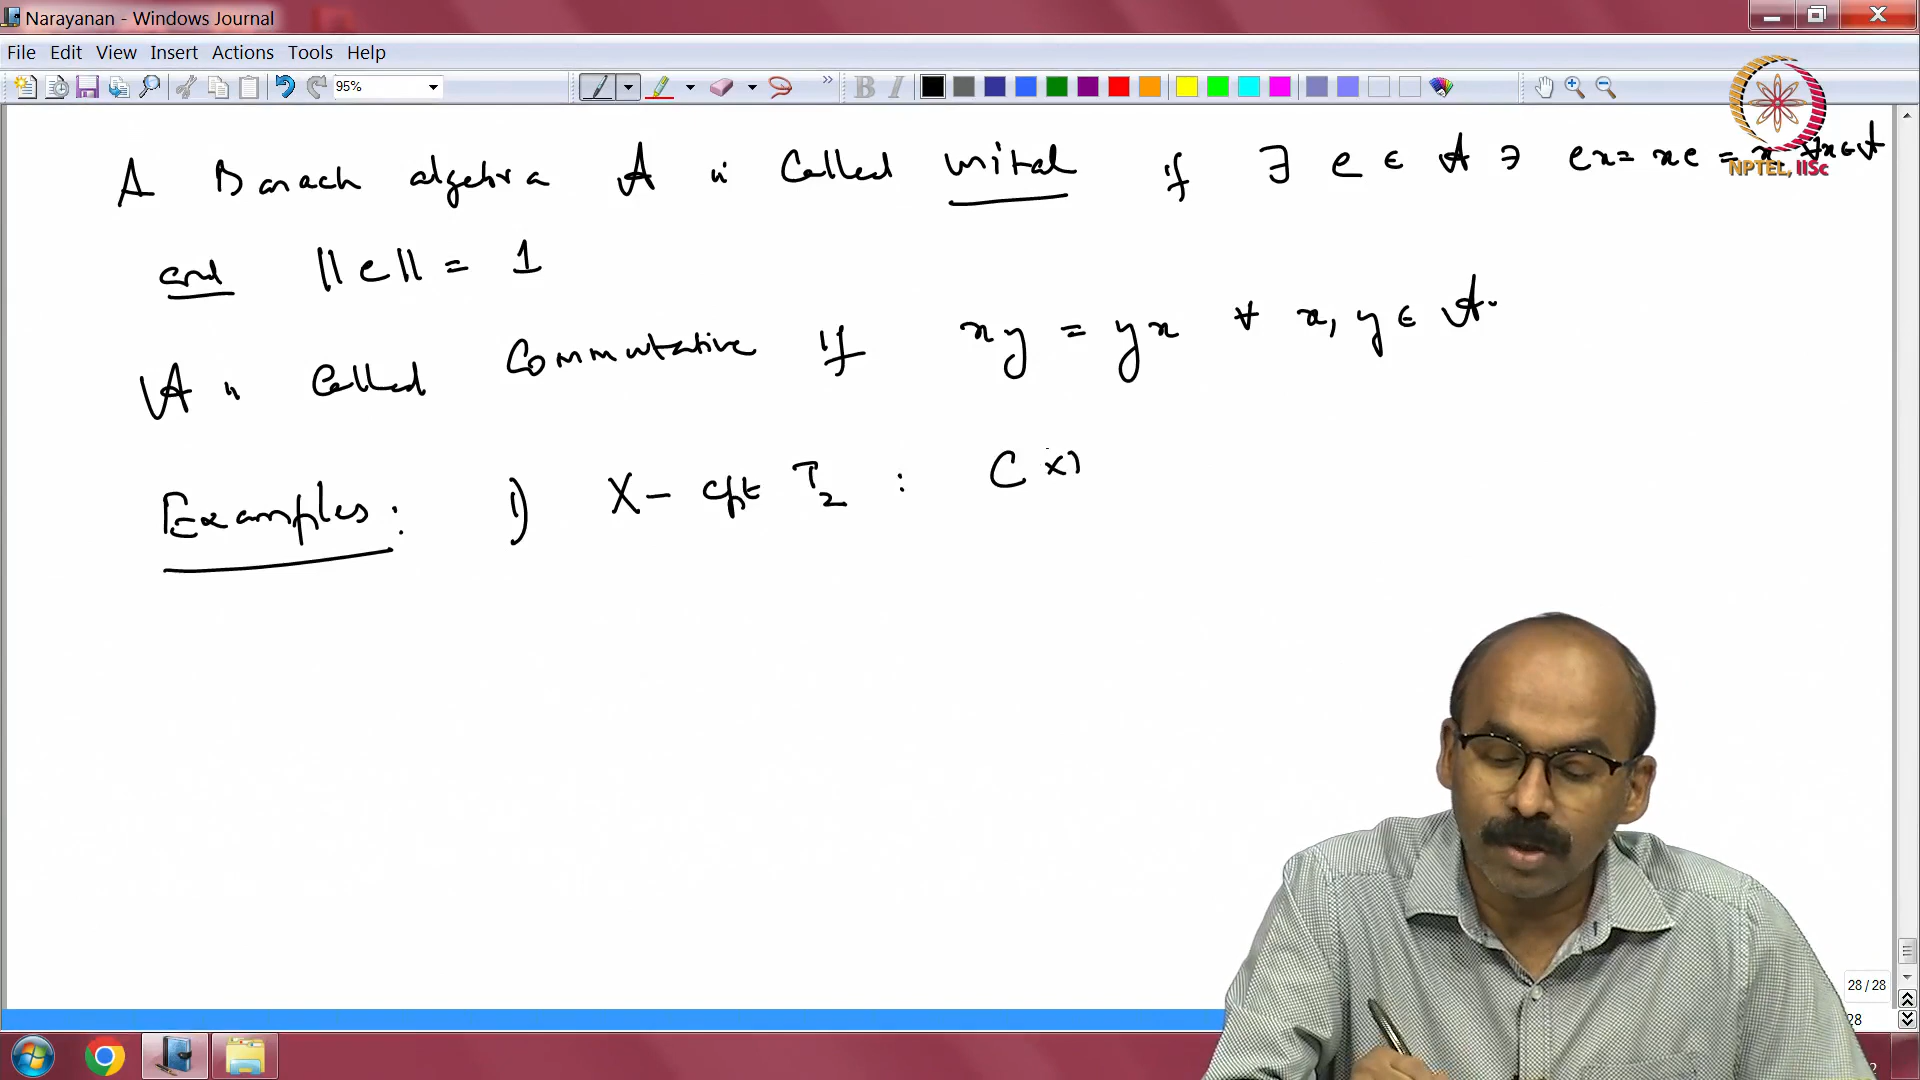 Narayanan - Windows Journal
File Edit View Insert Actions Tools Help
95%
B I
NPTEL, IISc
A Banach algebra 𝒜 is called unital if ∃ e ∈ 𝒜 ∋ ex = xe = x ∀x ∈ 𝒜
and ||e|| = 1
𝒜 is called Commutative if xy = yx ∀ x, y ∈ 𝒜.
Examples: 1) X - cpt T₂ : C(X)
28 / 28
28